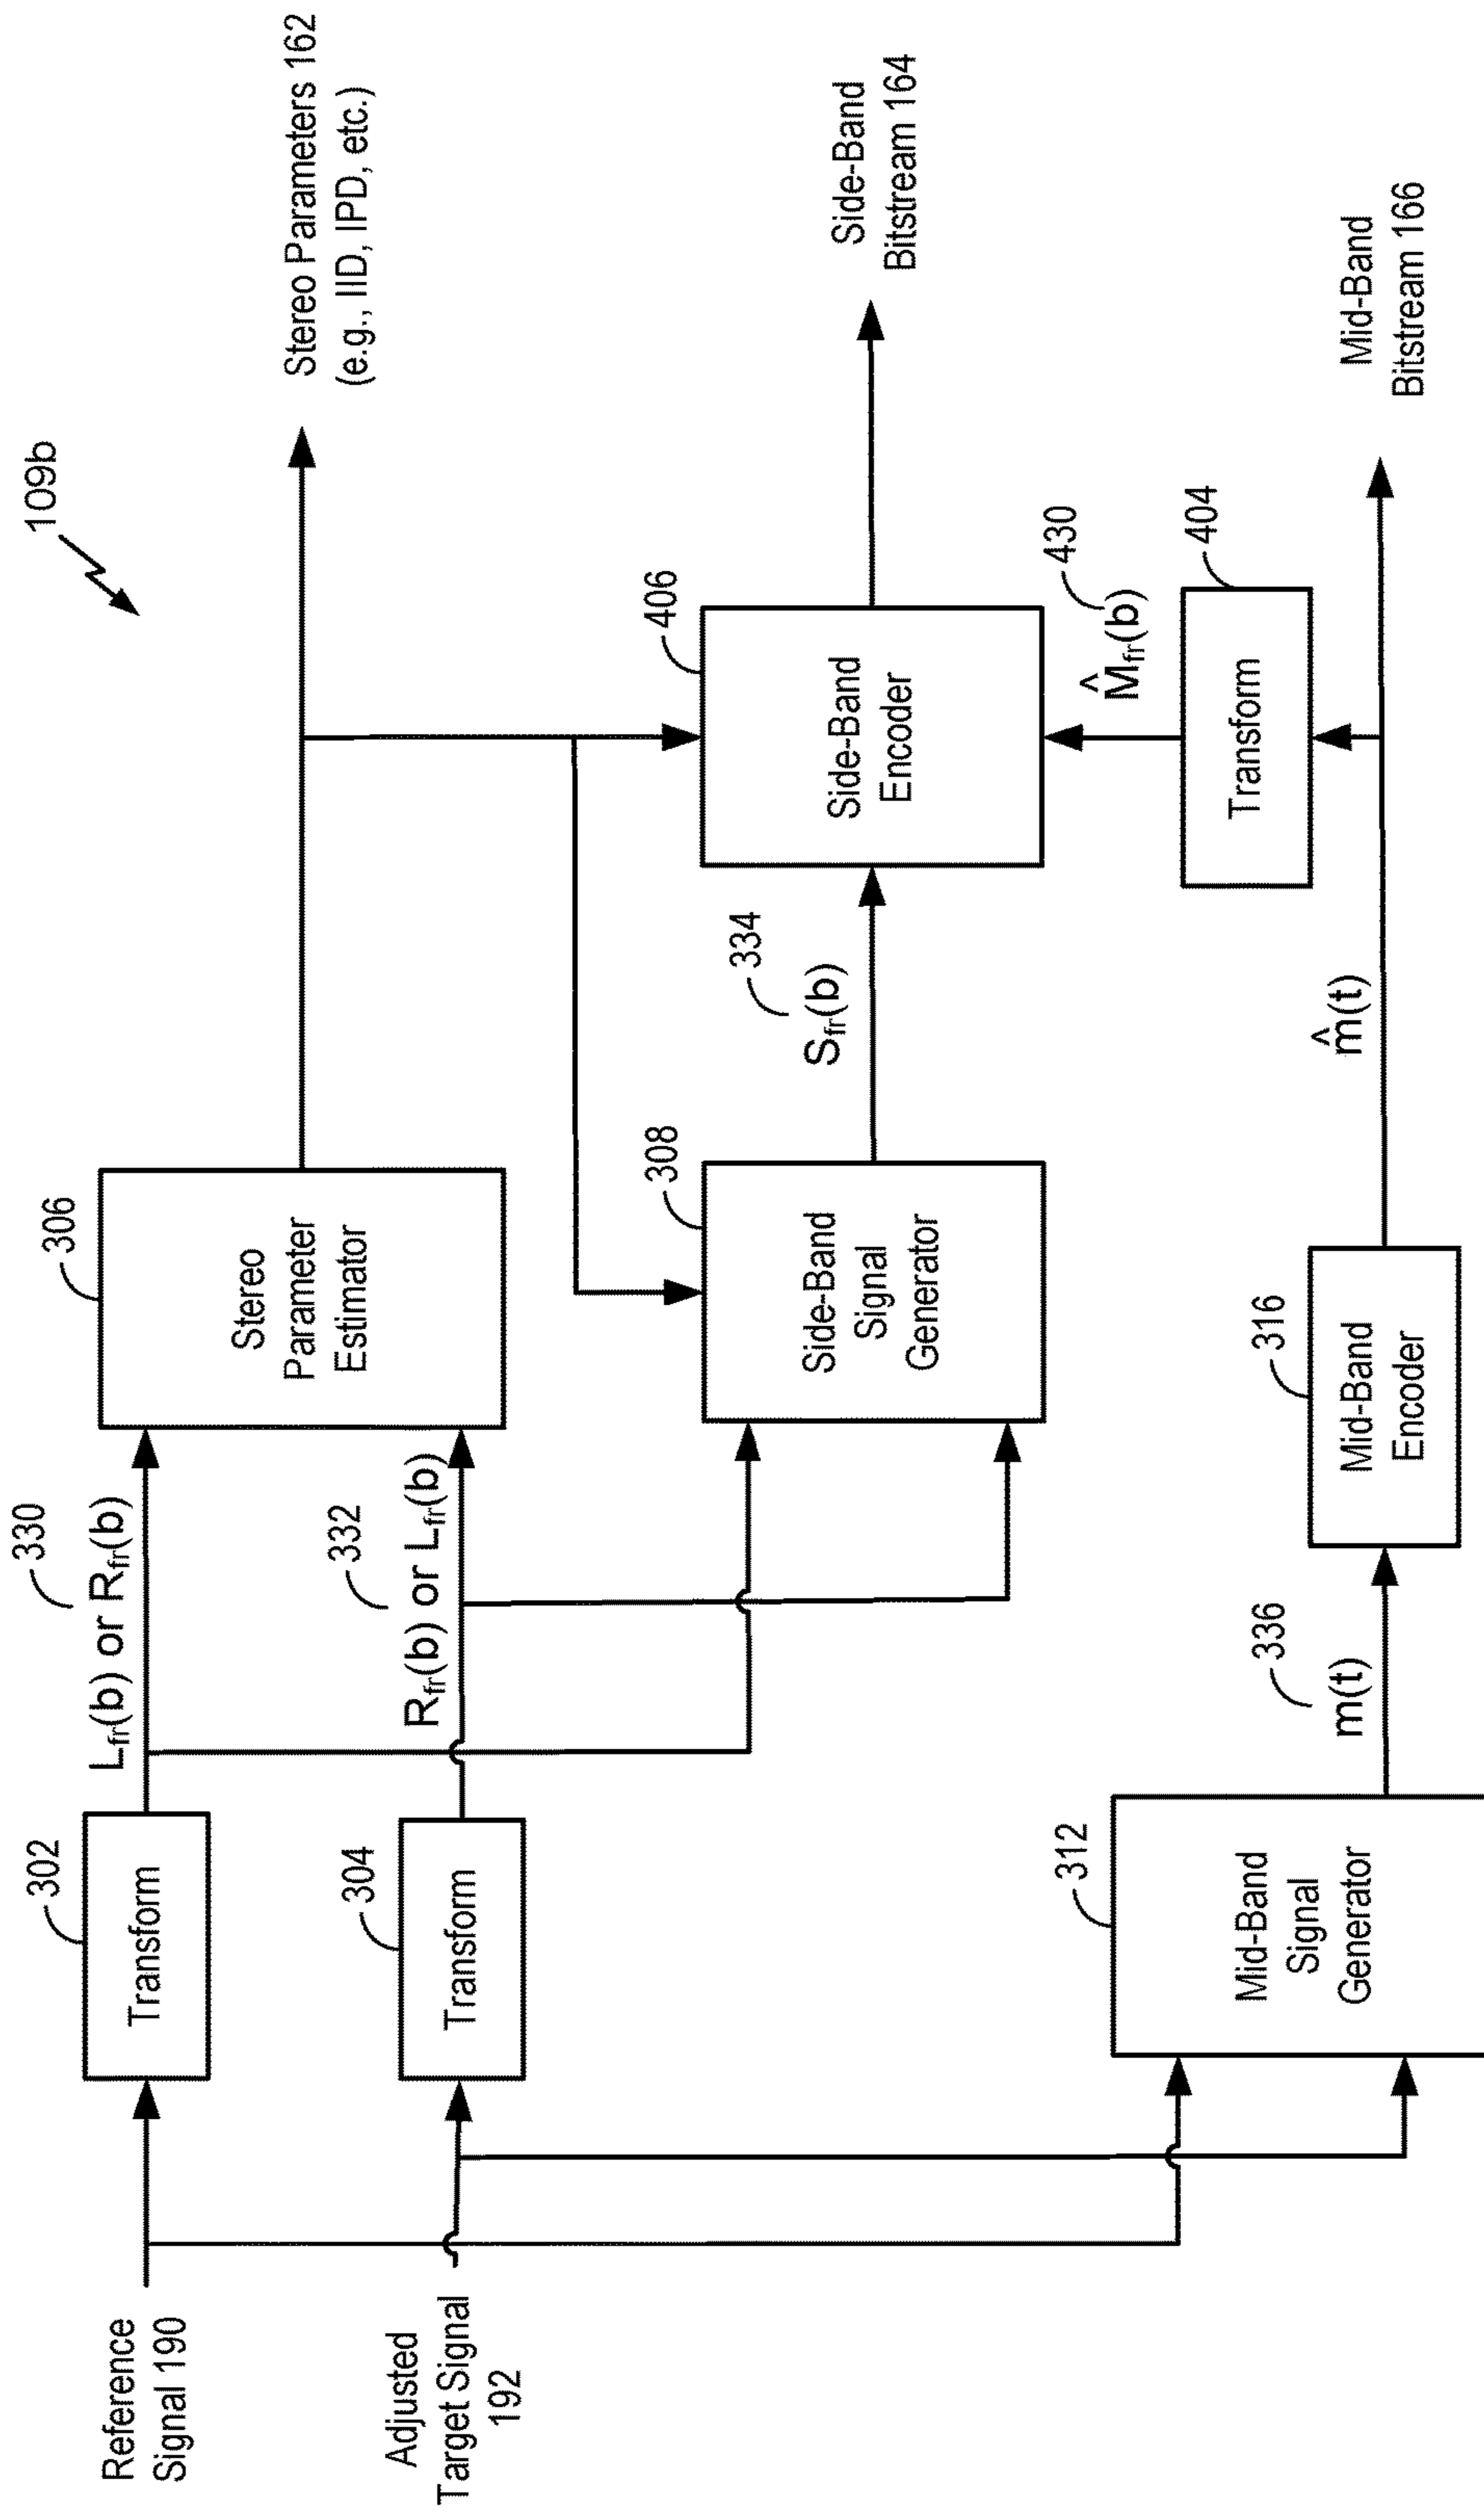 109b
Reference
Signal 190
302
Transform
330
Lfr(b) or Rfr(b)
306
Stereo
Parameter
Estimator
Stereo Parameters 162
(e.g., IID, IPD, etc.)
Adjusted
Target Signal
192
304
Transform
332
Rfr(b) or Lfr(b)
308
Side-Band
Signal
Generator
334
Sfr(b)
406
Side-Band
Encoder
Side-Band
Bitstream 164
430
M̂fr(b)
404
Transform
312
Mid-Band
Signal
Generator
336
m(t)
316
Mid-Band
Encoder
m̂(t)
Mid-Band
Bitstream 166